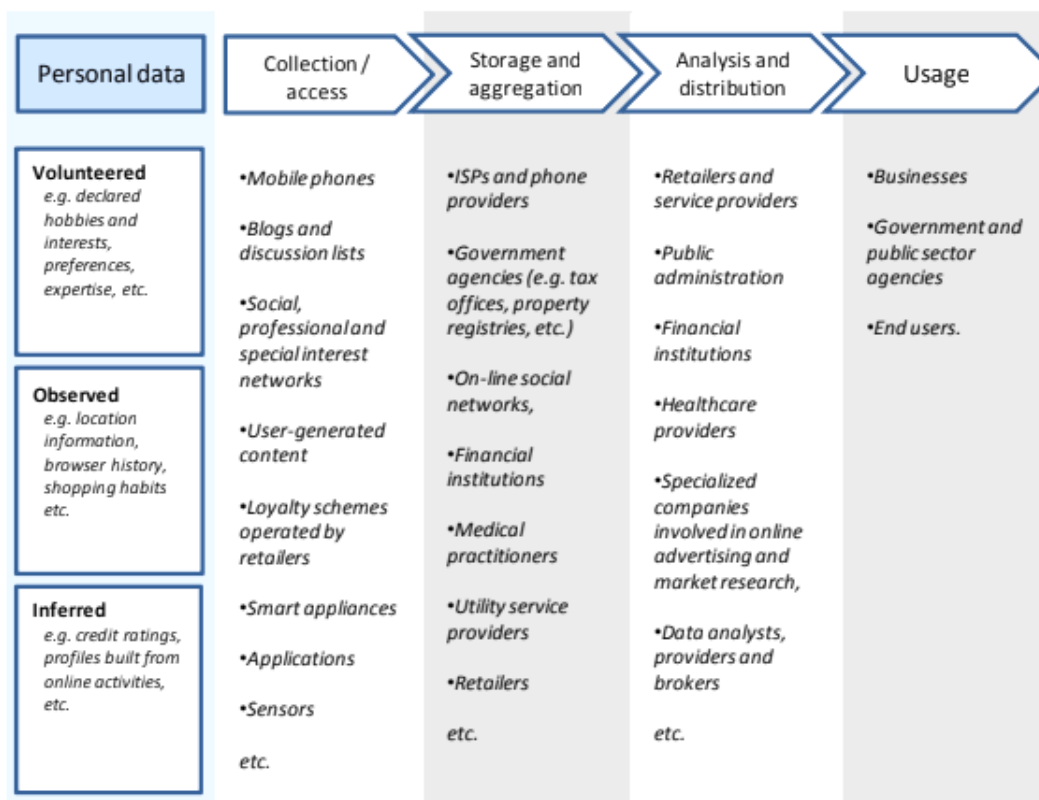 Personal data
Collection /
access
Storage and
aggregation
Analysis and
distribution
Usage
Volunteered
e.g. declared
hobbies and
interests,
preferences,
expertise, etc.
Observed
e.g. location
information,
browser history,
shopping habits
etc.
Inferred
e.g. credit ratings,
profiles built from
online activities,
etc.
•Mobile phones
•Blogs and
discussion lists
•Social,
professional and
special interest
networks
•User-generated
content
•Loyalty schemes
operated by
retailers
•Smart appliances
•Applications
•Sensors
etc.
•ISPs and phone
providers
•Government
agencies (e.g. tax
offices, property
registries, etc.)
•On-line social
networks,
•Financial
institutions
•Medical
practitioners
•Utility service
providers
•Retailers
etc.
•Retailers and
service providers
•Public
administration
•Financial
institutions
•Healthcare
providers
•Specialized
companies
involved in online
advertising and
market research,
•Data analysts,
providers and
brokers
etc.
•Businesses
•Government and
public sector
agencies
•End users.